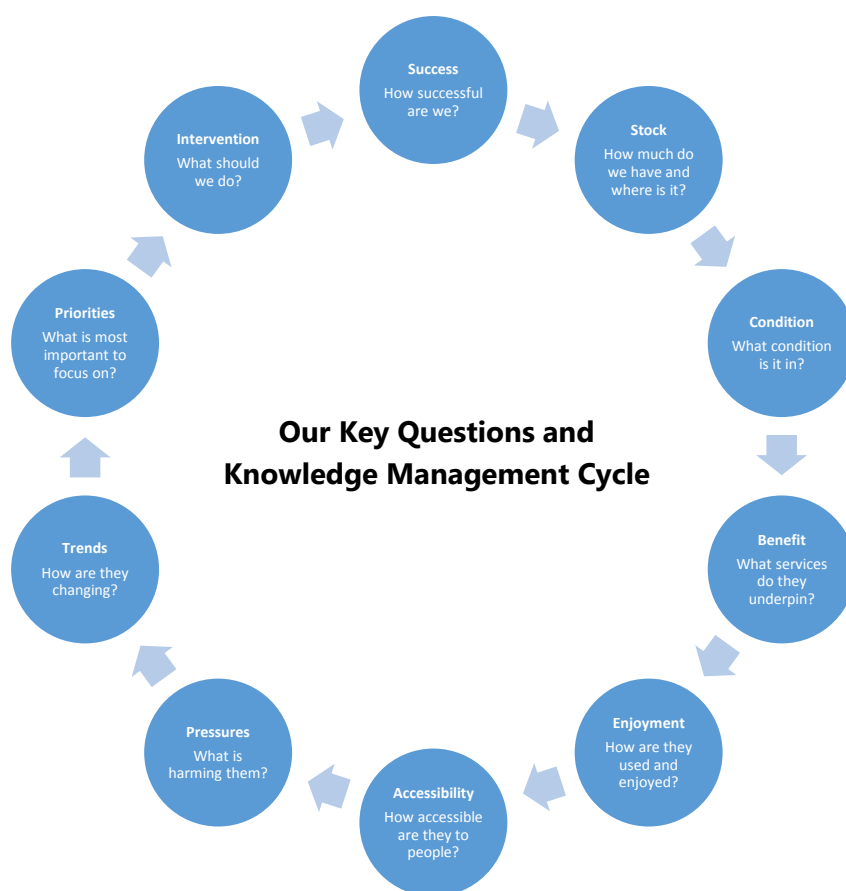 Success
How successful
are we?
Stock
How much do
we have and
where is it?
Condition
What condition
is it in?
Benefit
What services
do they
underpin?
Enjoyment
How are they
used and
enjoyed?
Accessibility
How accessible
are they to
people?
Pressures
What is
harming them?
Trends
How are they
changing?
Priorities
What is most
important to
focus on?
Intervention
What should
we do?
Our Key Questions and
Knowledge Management Cycle